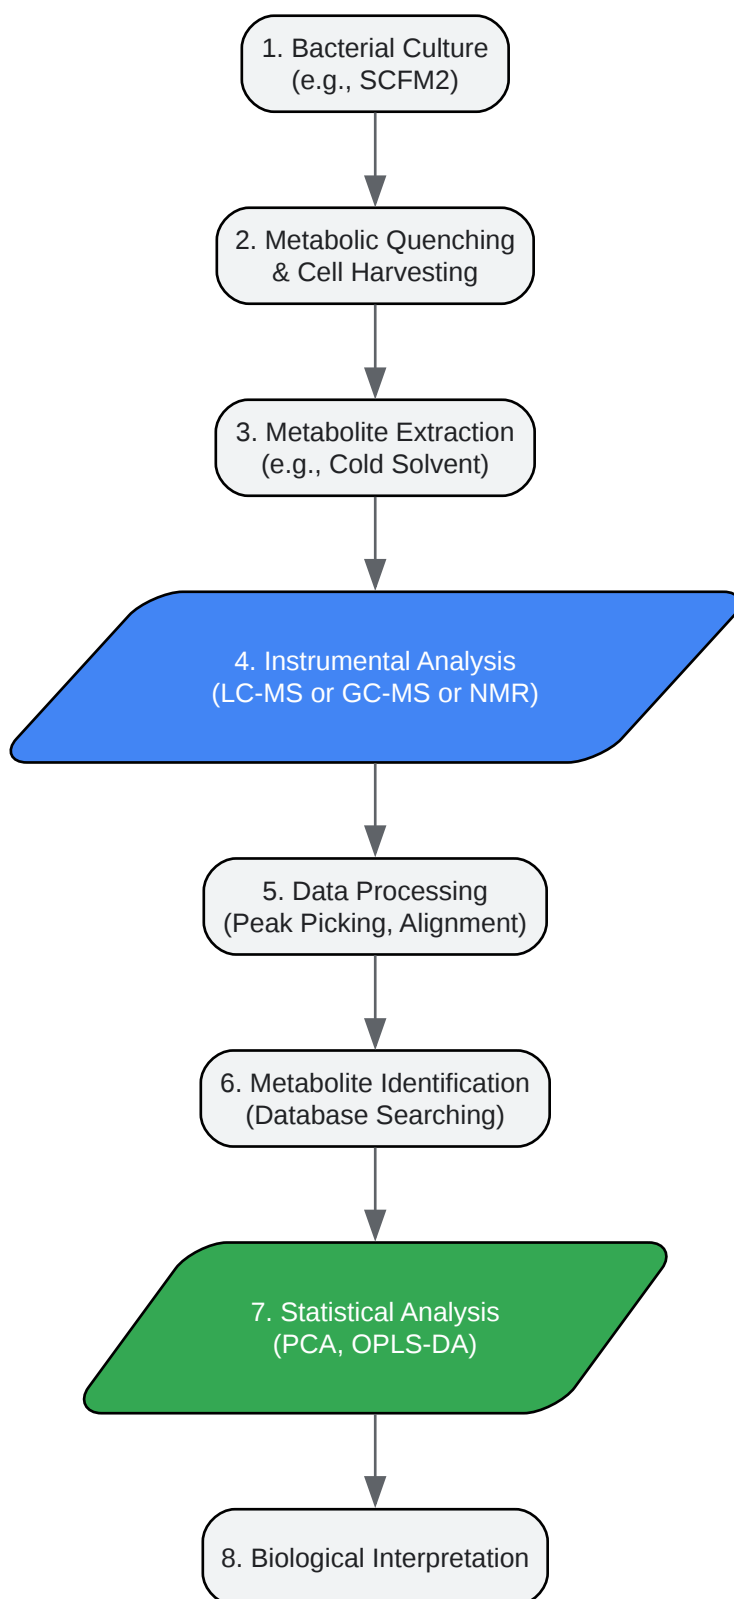 1. Bacterial Culture
(e.g., SCFM2)
2. Metabolic Quenching
& Cell Harvesting
3. Metabolite Extraction
(e.g., Cold Solvent)
4. Instrumental Analysis
(LC-MS or GC-MS or NMR)
5. Data Processing
(Peak Picking, Alignment)
6. Metabolite Identification
(Database Searching)
7. Statistical Analysis
(PCA, OPLS-DA)
8. Biological Interpretation